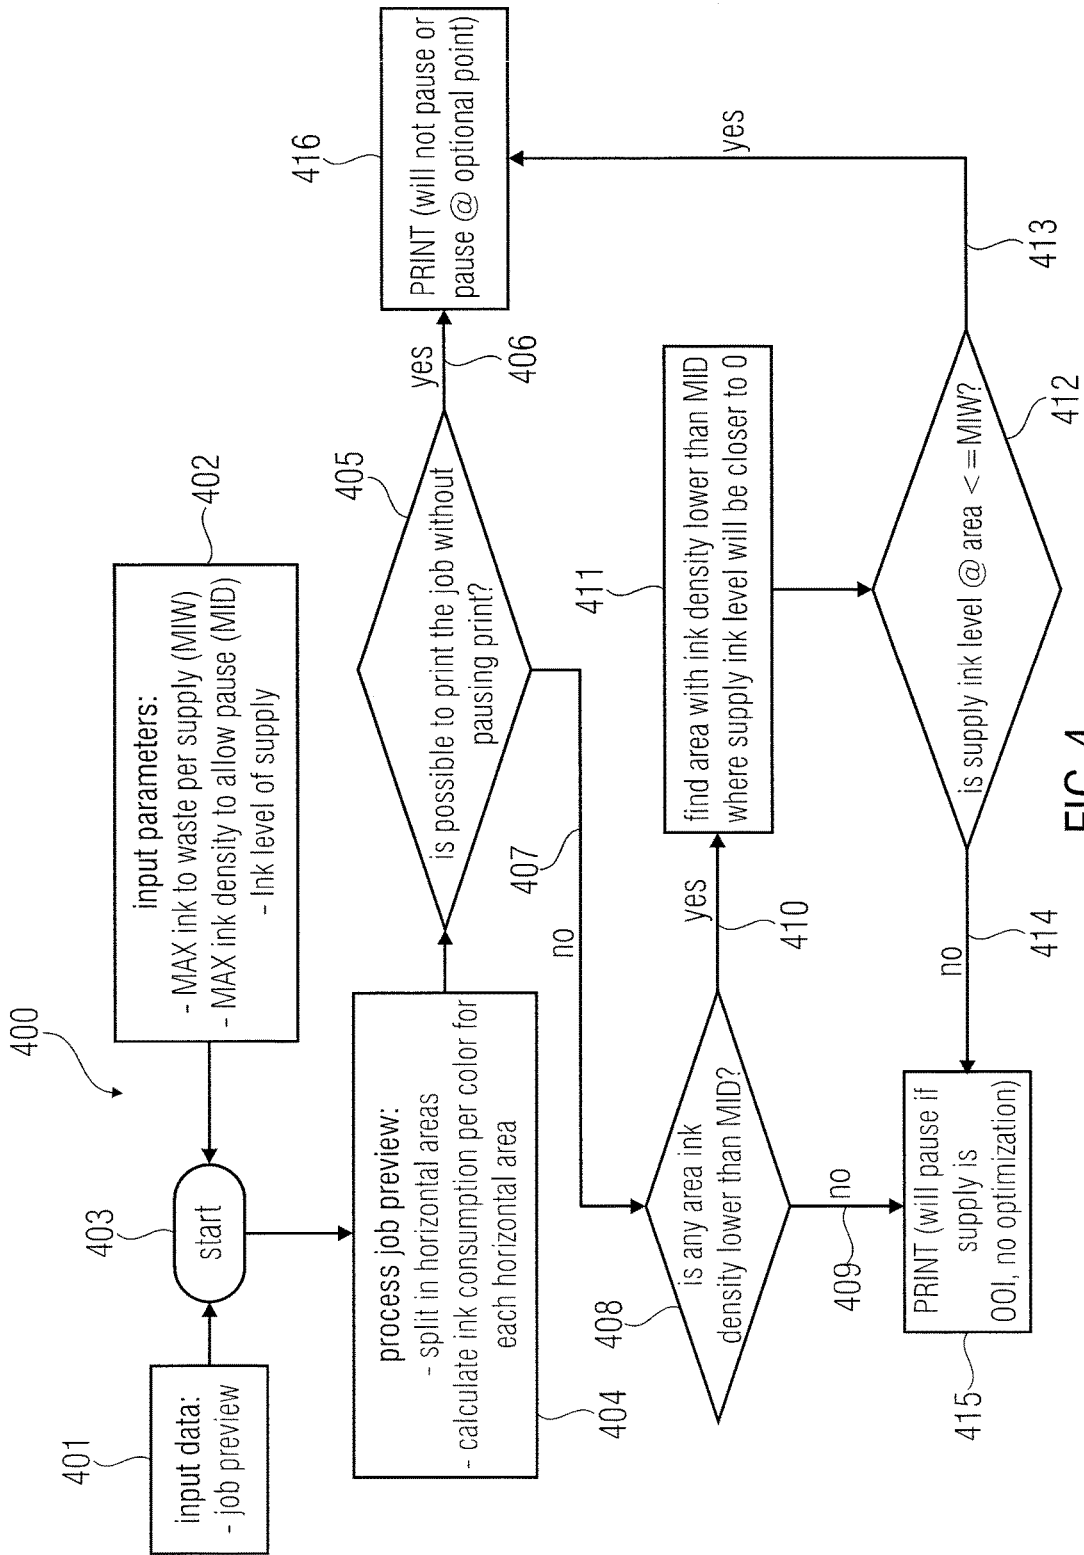 400
401
input data:
- job preview
402
input parameters:
- MAX ink to waste per supply (MIW)
- MAX ink density to allow pause (MID)
- Ink level of supply
403
start
404
process job preview:
- split in horizontal areas
- calculate ink consumption per color for
each horizontal area
405
is possible to print the job without
pausing print?
yes
406
416
PRINT (will not pause or
pause @ optional point)
no
407
408
is any area ink
density lower than MID?
no
409
yes
410
411
find area with ink density lower than MID
where supply ink level will be closer to 0
412
is supply ink level @ area < =MIW?
yes
413
no
414
415
PRINT (will pause if
supply is
OOI, no optimization)
FIG 4